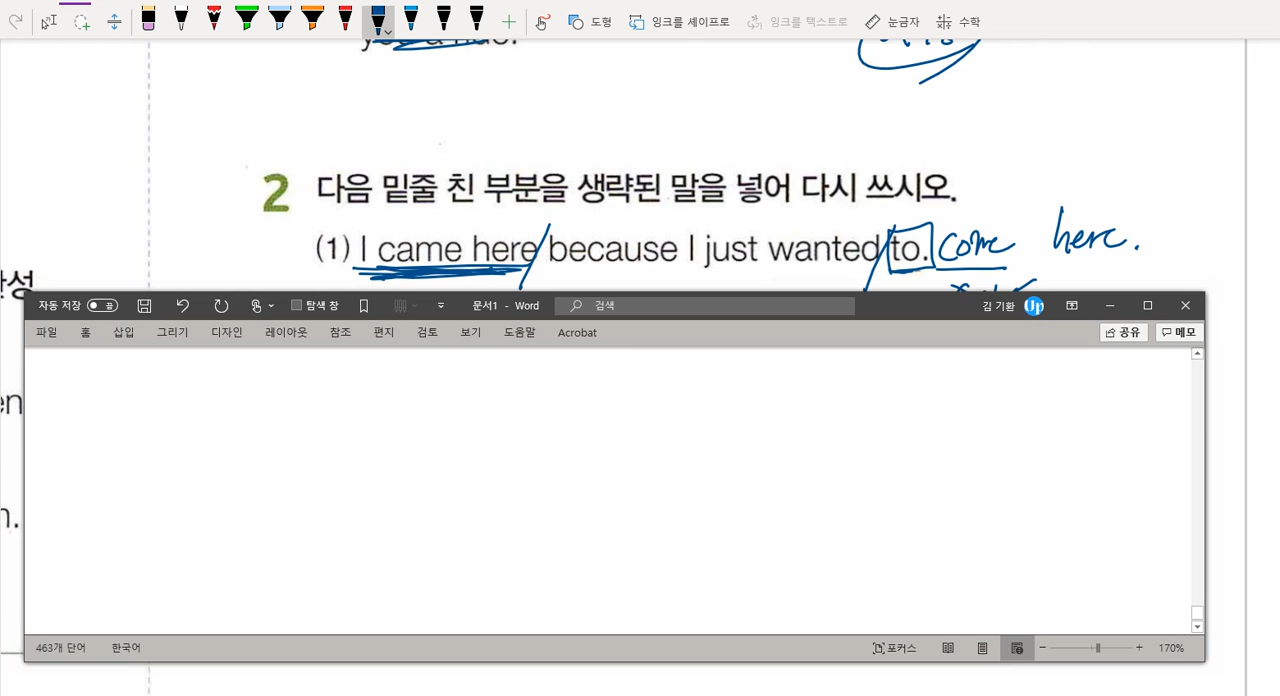 도형 잉크를 셰이프로 잉크를 텍스트로 눈금자 수학
2 다음 밑줄 친 부분을 생략된 말을 넣어 다시 쓰시오.
(1) I came here because I just wanted to. come here.
자동 저장 끔 탐색 창 문서1 - Word 검색 김 기환
파일 홈 삽입 그리기 디자인 레이아웃 참조 편지 검토 보기 도움말 Acrobat 공유 메모
en
n.
463개 단어 한국어 포커스 170%